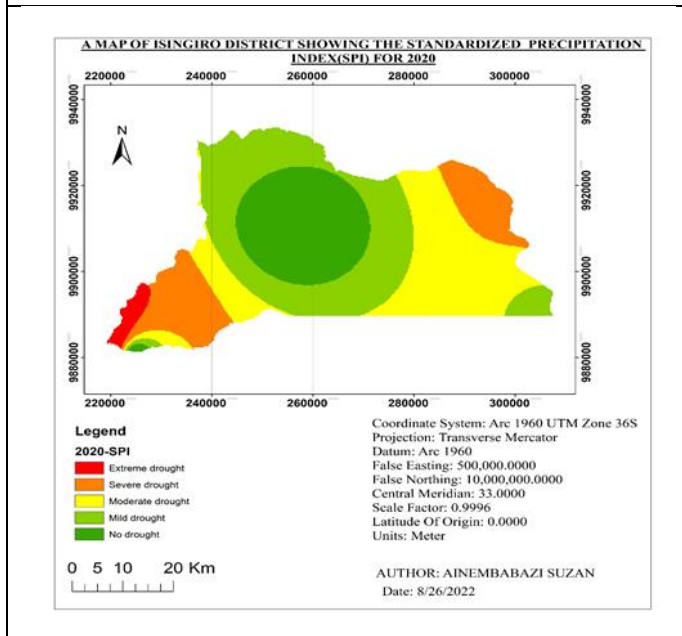 A MAP OF ISINGIRO DISTRICT SHOWING THE STANDARDIZED PRECIPITATION
INDEX(SPI) FOR 2020
220000 240000 260000 280000 300000
9940000 9940000
N
9920000 9920000
9900000 9900000
9880000 9880000
220000 240000 260000 280000 300000
Legend
2020-SPI
Extreme drought
Severe drought
Moderate drought
Mild drought
No drought
0 5 10 20 Km
Coordinate System: Arc 1960 UTM Zone 36S
Projection: Transverse Mercator
Datum: Arc 1960
False Easting: 500,000.0000
False Northing: 10,000,000.0000
Central Meridian: 33.0000
Scale Factor: 0.9996
Latitude Of Origin: 0.0000
Units: Meter
AUTHOR: AINEMBABAZI SUZAN
Date: 8/26/2022